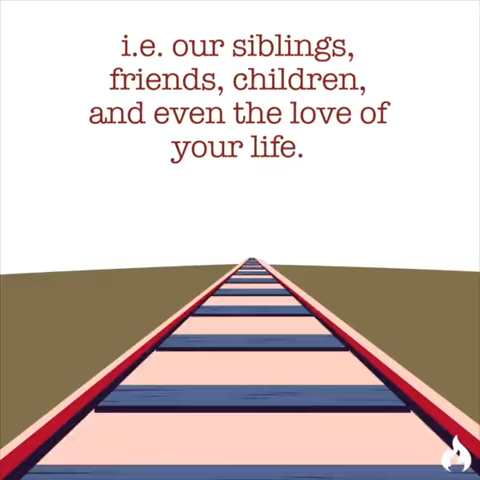 i.e. our siblings,
friends, children,
and even the love of
your life.